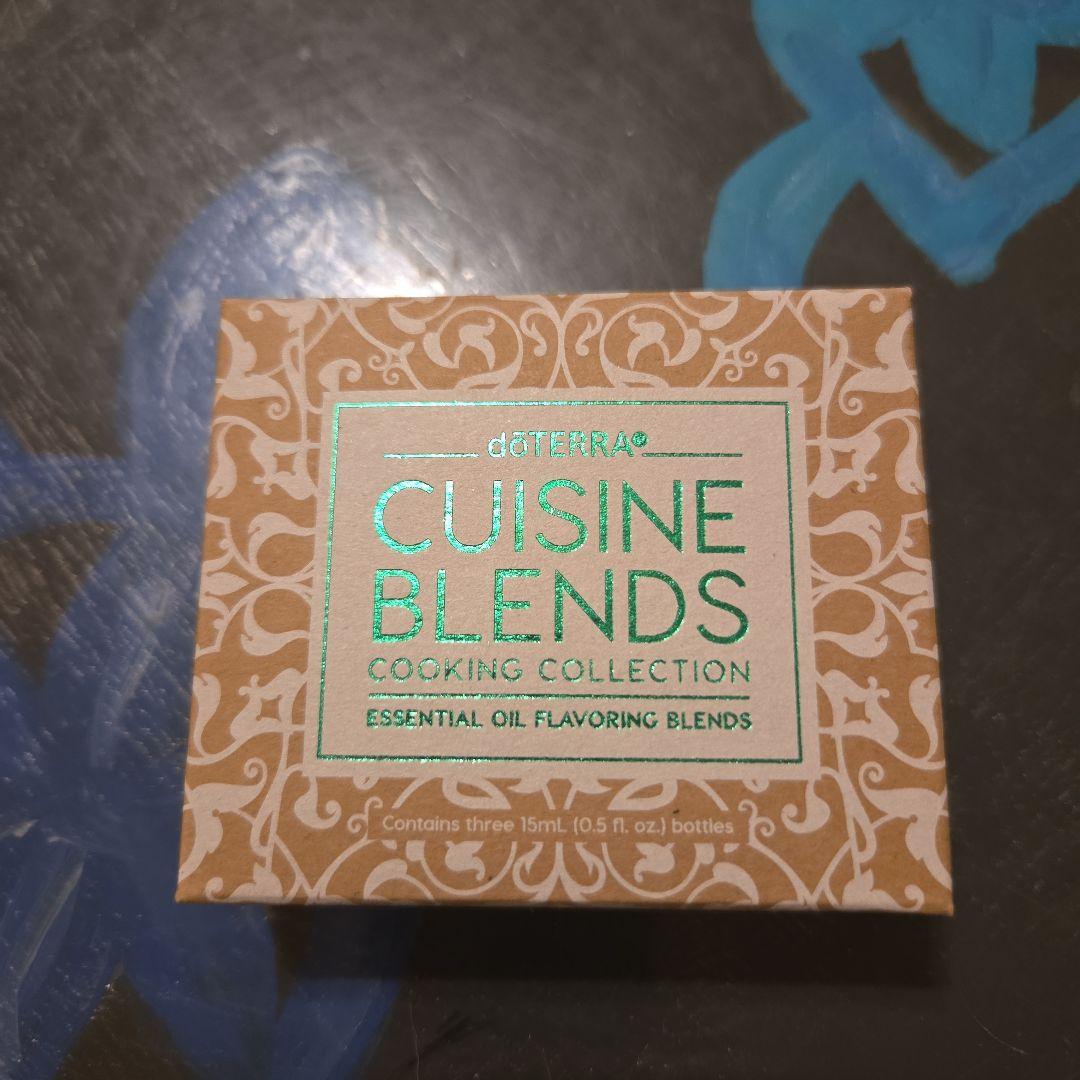 dōTERRA®
CUISINE
BLENDS
COOKING COLLECTION
ESSENTIAL OIL FLAVORING BLENDS
Contains three 15mL (0.5 fl. oz.) bottles